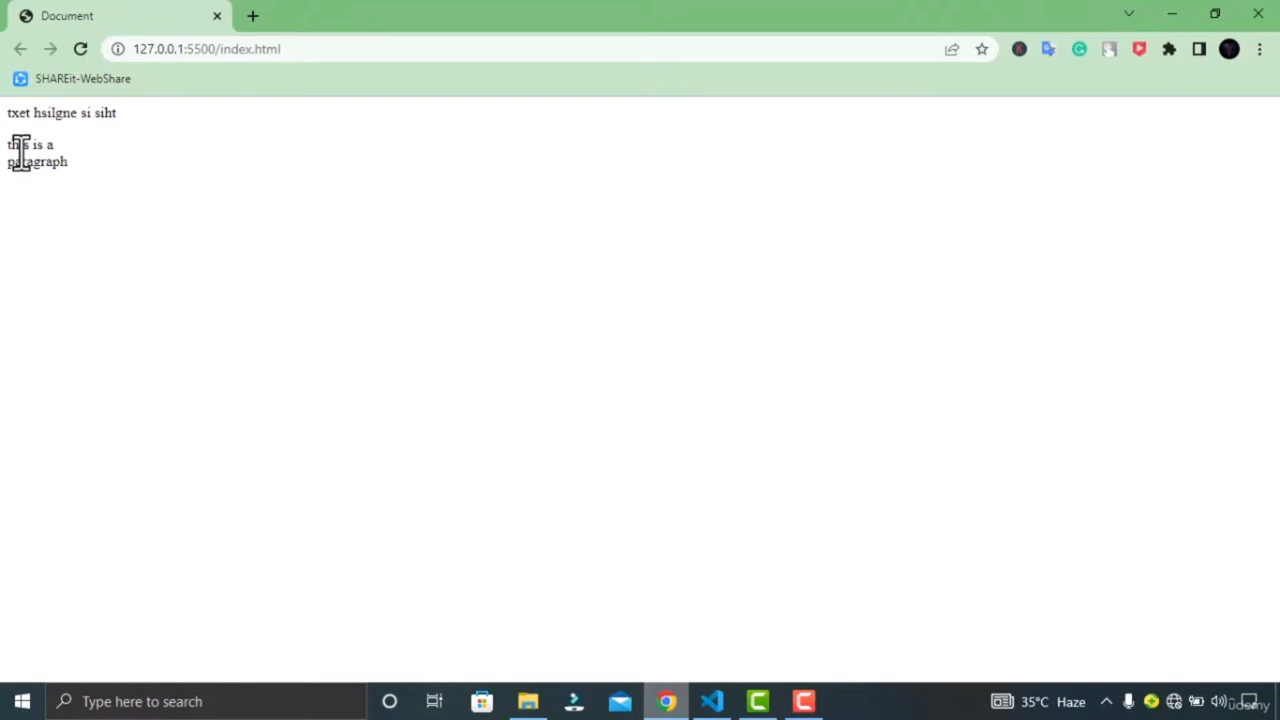 Document
127.0.0.1:5500/index.html
SHAREit-WebShare
txet hsilgne si siht
this is a
paragraph
Type here to search
35°C Haze
ûdemy